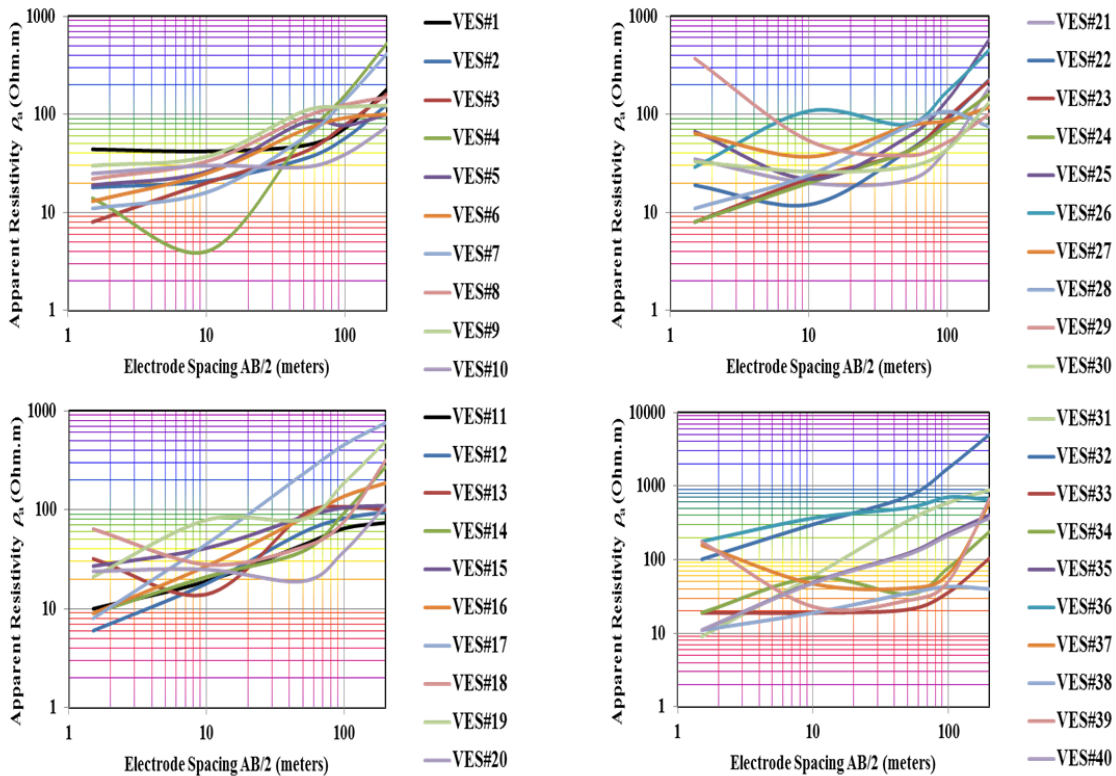 1000
100
10
1
1
10
100
Apparent Resistivity ρa (Ohm.m)
Electrode Spacing AB/2 (meters)
VES#1
VES#2
VES#3
VES#4
VES#5
VES#6
VES#7
VES#8
VES#9
VES#10
1000
100
10
1
1
10
100
Apparent Resistivity ρa (Ohm.m)
Electrode Spacing AB/2 (meters)
VES#21
VES#22
VES#23
VES#24
VES#25
VES#26
VES#27
VES#28
VES#29
VES#30
1000
100
10
1
1
10
100
Apparent Resistivity ρa (Ohm.m)
Electrode Spacing AB/2 (meters)
VES#11
VES#12
VES#13
VES#14
VES#15
VES#16
VES#17
VES#18
VES#19
VES#20
10000
1000
100
10
1
1
10
100
Apparent Resistivity ρa (Ohm.m)
Electrode Spacing AB/2 (meters)
VES#31
VES#32
VES#33
VES#34
VES#35
VES#36
VES#37
VES#38
VES#39
VES#40